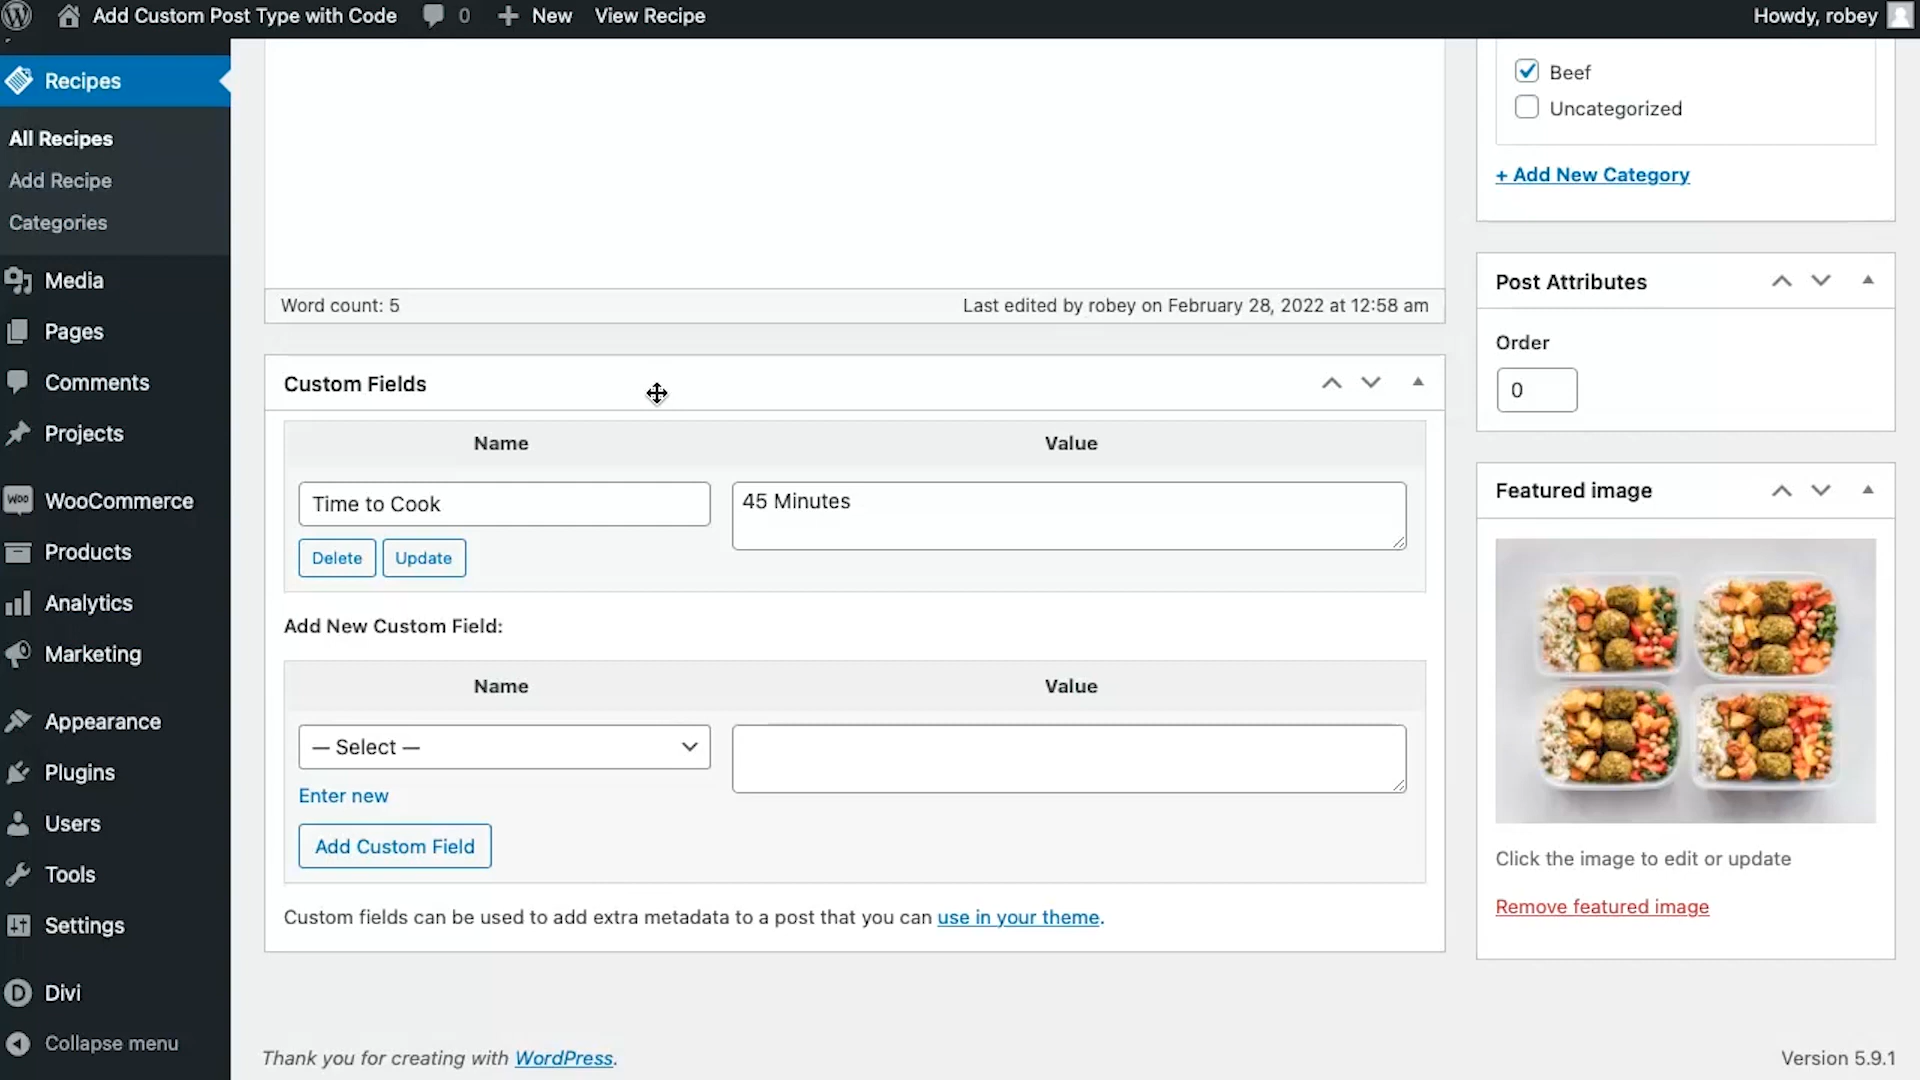 Add Custom Post Type with Code 0 New View Recipe Howdy, robey
Recipes
All Recipes
Add Recipe
Categories
Media
Pages
Comments
Projects
Woo WooCommerce
Products
Analytics
Marketing
Appearance
Plugins
Users
Tools
Settings
D Divi
Collapse menu
Word count: 5 Last edited by robey on February 28, 2022 at 12:58 am
Custom Fields
Name Value
Time to Cook 45 Minutes
Delete Update
Add New Custom Field:
Name Value
— Select —
Enter new
Add Custom Field
Custom fields can be used to add extra metadata to a post that you can use in your theme.
Beef
Uncategorized
+ Add New Category
Post Attributes
Order
0
Featured image
Click the image to edit or update
Remove featured image
Thank you for creating with WordPress. Version 5.9.1